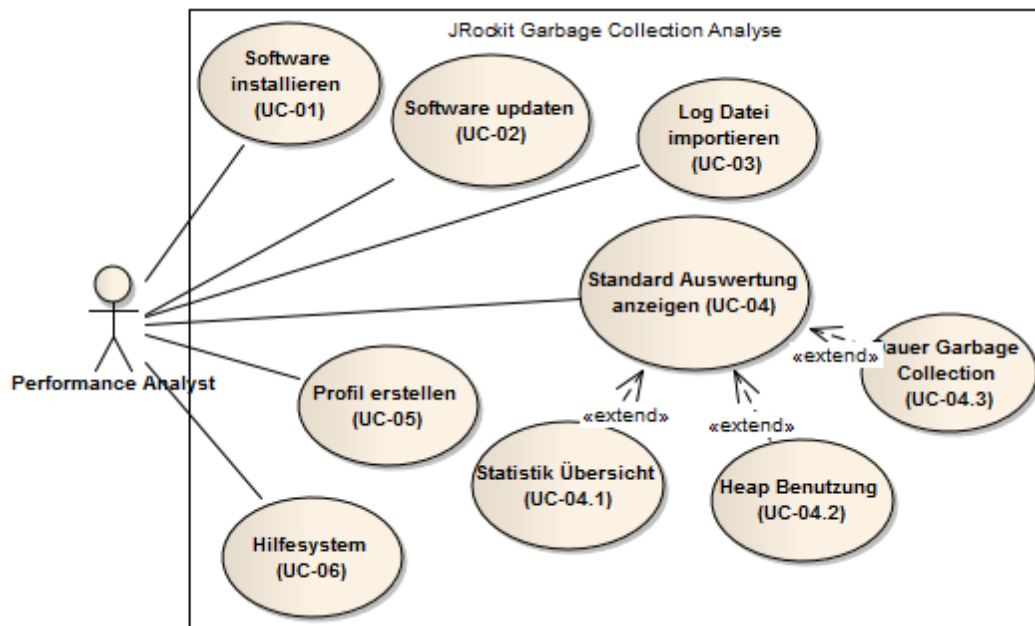 JRockit Garbage Collection Analyse
Software
installieren
(UC-01)
Software updaten
(UC-02)
Log Datei
importieren
(UC-03)
Standard Auswertung
anzeigen (UC-04)
«extend»
Garbage
Collection
(UC-04.3)
Performance Analyst
Profil erstellen
(UC-05)
«extend»
«extend»
Statistik Übersicht
(UC-04.1)
Heap Benutzung
(UC-04.2)
Hilfesystem
(UC-06)